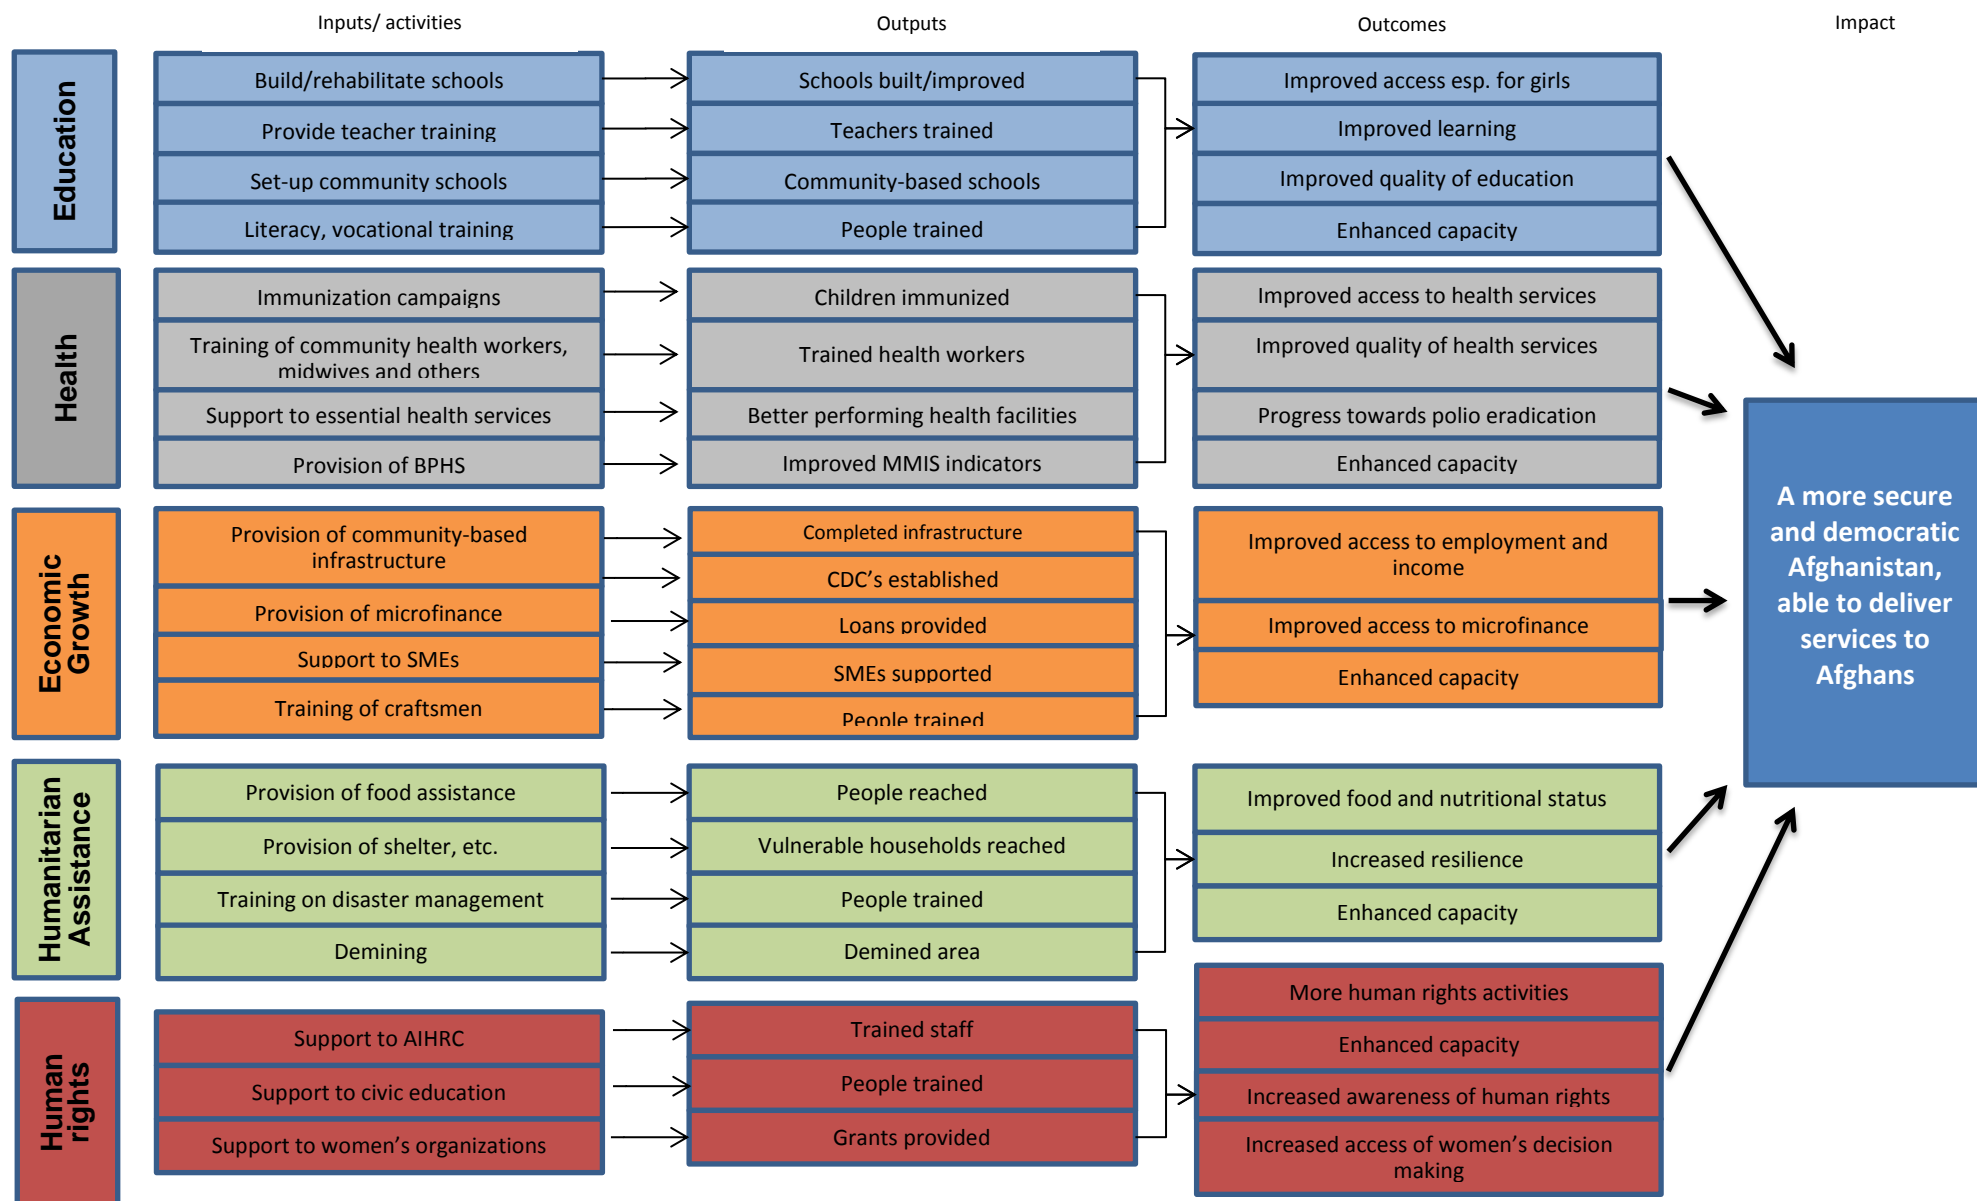 Inputs/ activities
Outputs
Outcomes
Impact
Education
Build/rehabilitate schools
Schools built/improved
Improved access esp. for girls
Provide teacher training
Teachers trained
Improved learning
Set-up community schools
Community-based schools
Improved quality of education
Literacy, vocational training
People trained
Enhanced capacity
Health
Immunization campaigns
Children immunized
Improved access to health services
Training of community health workers,
midwives and others
Trained health workers
Improved quality of health services
Support to essential health services
Better performing health facilities
Progress towards polio eradication
Provision of BPHS
Improved MMIS indicators
Enhanced capacity
Economic
Growth
Provision of community-based
infrastructure
Completed infrastructure
CDC's established
Improved access to employment and
income
Provision of microfinance
Loans provided
Improved access to microfinance
Support to SMEs
SMEs supported
Enhanced capacity
Training of craftsmen
People trained
Humanitarian
Assistance
Provision of food assistance
People reached
Improved food and nutritional status
Provision of shelter, etc.
Vulnerable households reached
Increased resilience
Training on disaster management
People trained
Enhanced capacity
Demining
Demined area
Human
rights
Support to AIHRC
Trained staff
More human rights activities
Enhanced capacity
Support to civic education
People trained
Increased awareness of human rights
Support to women's organizations
Grants provided
Increased access of women's decision
making
A more secure
and democratic
Afghanistan,
able to deliver
services to
Afghans